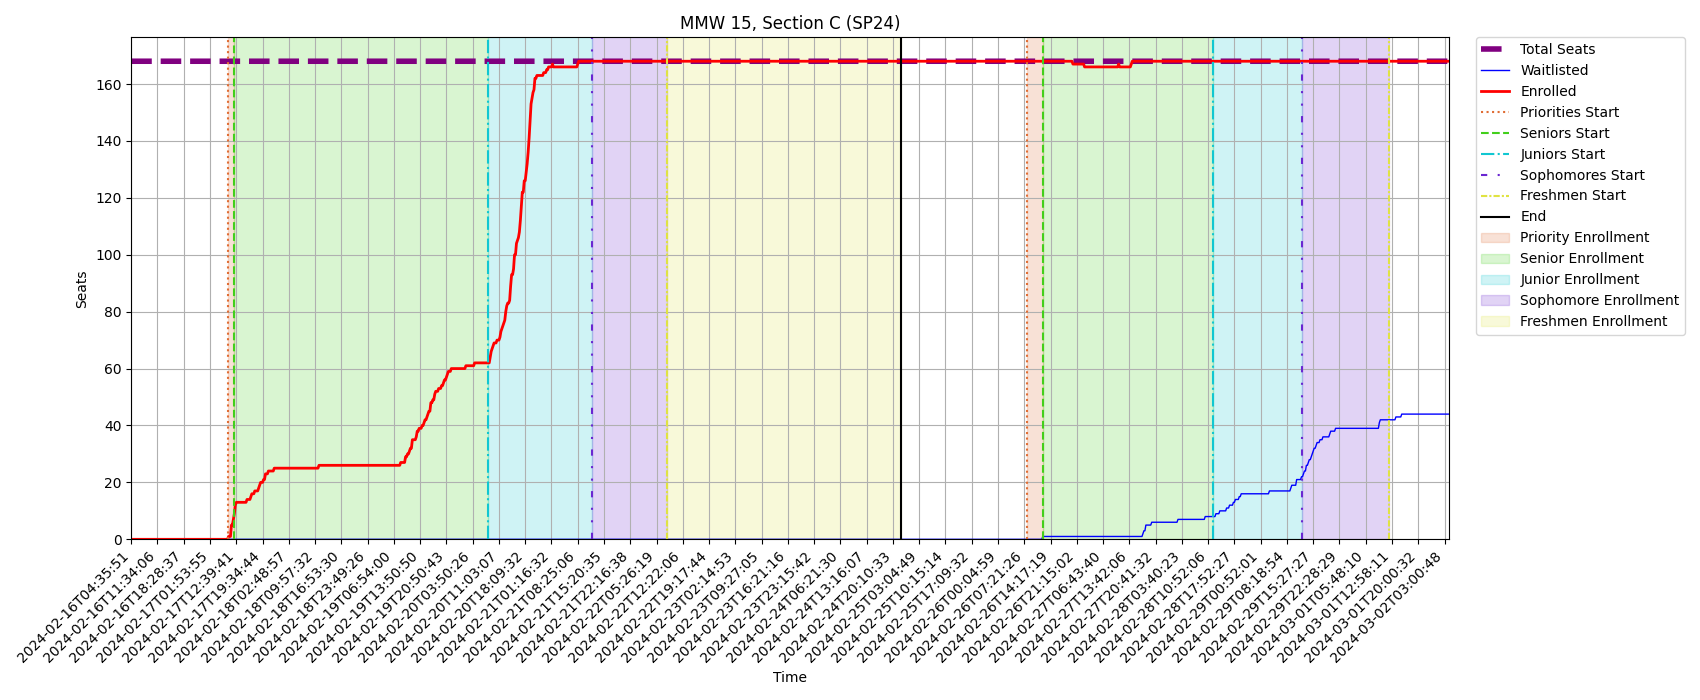 MMW 15, Section C (SP24)
Seats
160
140
120
100
80
60
40
20
0
2024-02-16T04:35:51
2024-02-16T11:34:06
2024-02-16T18:28:37
2024-02-17T01:53:55
2024-02-17T12:39:41
2024-02-17T19:34:44
2024-02-18T02:48:57
2024-02-18T09:57:32
2024-02-18T16:53:30
2024-02-18T23:49:26
2024-02-19T06:54:00
2024-02-19T13:50:50
2024-02-19T20:50:43
2024-02-20T03:50:26
2024-02-20T11:03:07
2024-02-20T18:09:32
2024-02-21T01:16:32
2024-02-21T08:25:06
2024-02-21T15:20:35
2024-02-21T22:16:38
2024-02-22T05:26:19
2024-02-22T12:22:05
2024-02-22T19:17:44
2024-02-23T02:14:53
2024-02-23T09:27:05
2024-02-23T16:21:16
2024-02-23T23:15:42
2024-02-24T06:21:30
2024-02-24T13:16:07
2024-02-24T20:10:33
2024-02-25T03:04:49
2024-02-25T10:15:14
2024-02-25T17:09:32
2024-02-26T00:04:59
2024-02-26T07:21:26
2024-02-26T14:17:19
2024-02-26T21:15:02
2024-02-27T06:43:40
2024-02-27T13:42:06
2024-02-27T20:41:32
2024-02-28T03:40:23
2024-02-28T10:52:06
2024-02-28T17:52:27
2024-02-29T00:52:01
2024-02-29T08:18:54
2024-02-29T15:27:27
2024-02-29T22:28:29
2024-03-01T05:48:10
2024-03-01T12:58:11
2024-03-01T20:00:32
2024-03-02T03:00:48
Time
Total Seats
Waitlisted
Enrolled
Priorities Start
Seniors Start
Juniors Start
Sophomores Start
Freshmen Start
End
Priority Enrollment
Senior Enrollment
Junior Enrollment
Sophomore Enrollment
Freshmen Enrollment